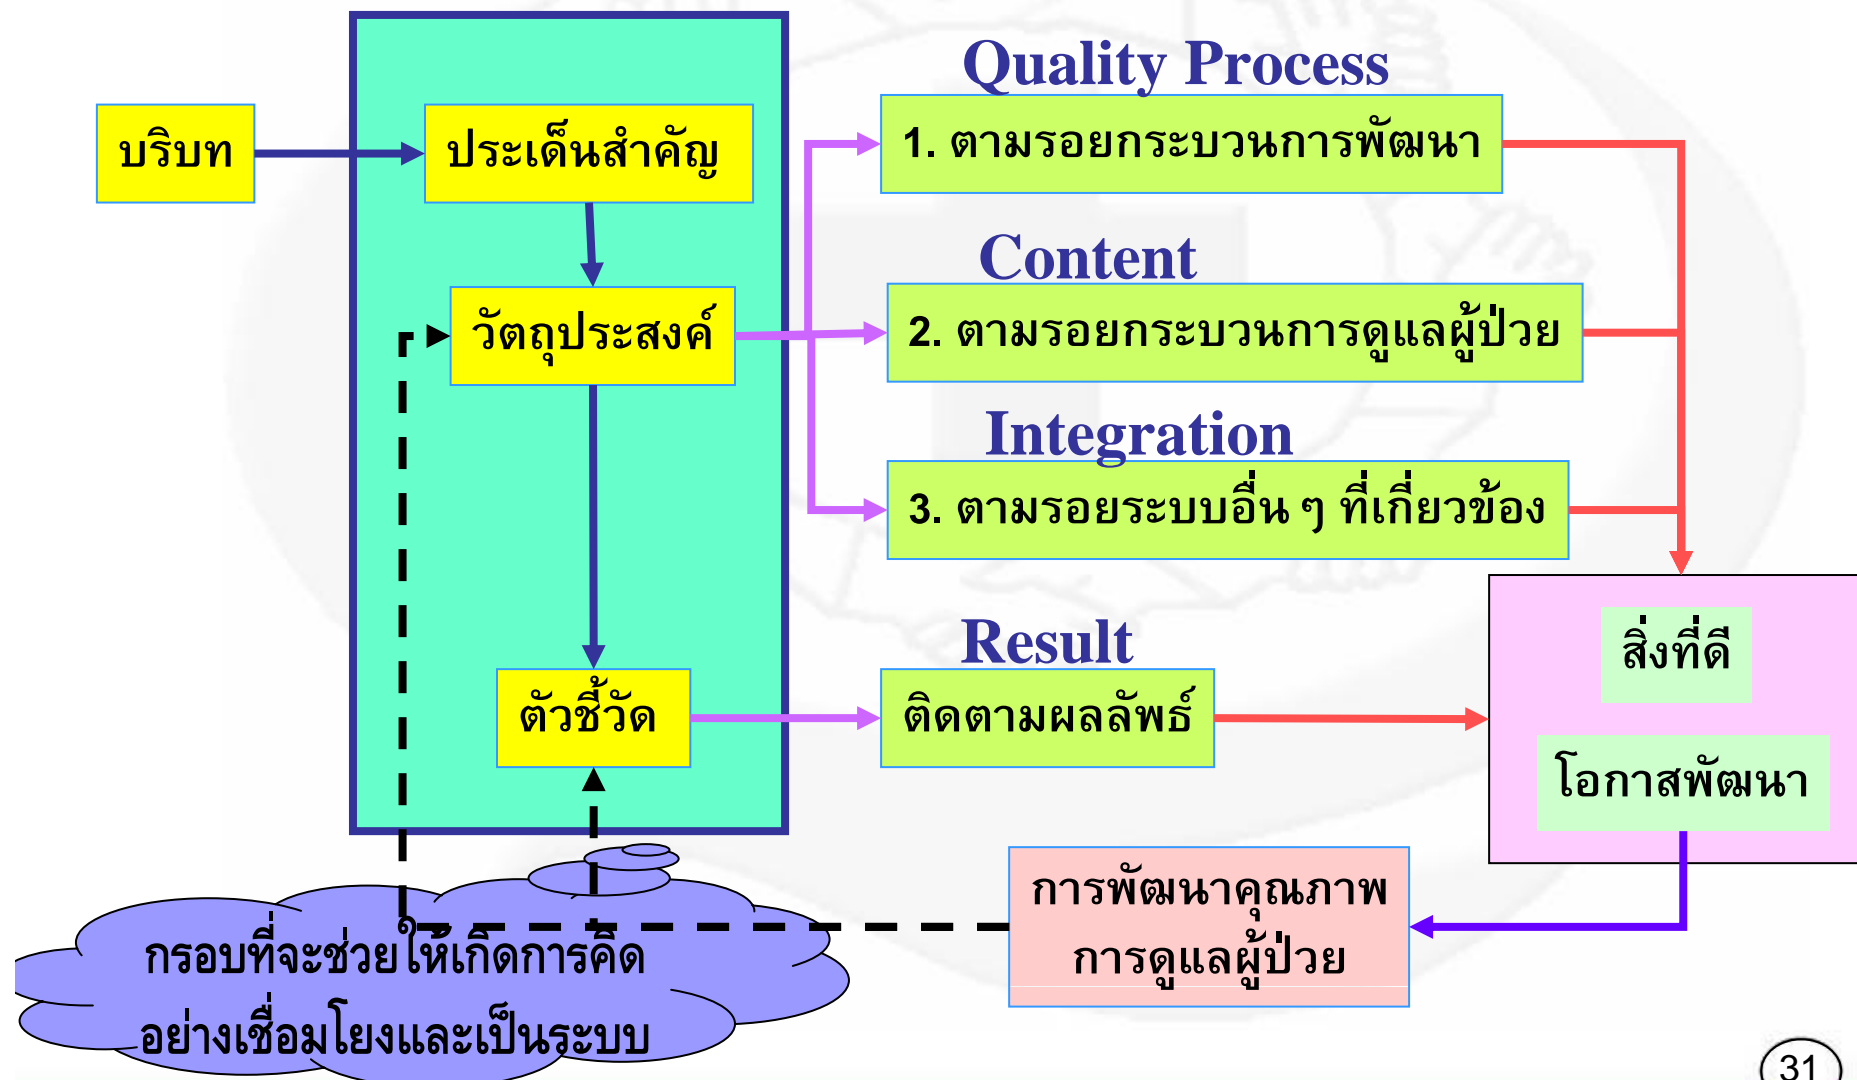 Quality Process
บริบท
ประเด็นสำคัญ
1. ตามรอยกระบวนการพัฒนา
Content
วัตถุประสงค์
2. ตามรอยกระบวนการดูแลผู้ป่วย
Integration
3. ตามรอยระบบอื่น ๆ ที่เกี่ยวข้อง
Result
ตัวชี้วัด
ติดตามผลลัพธ์
สิ่งที่ดี
โอกาสพัฒนา
การพัฒนาคุณภาพ
การดูแลผู้ป่วย
กรอบที่จะช่วยให้เกิดการคิด
อย่างเชื่อมโยงและเป็นระบบ
31